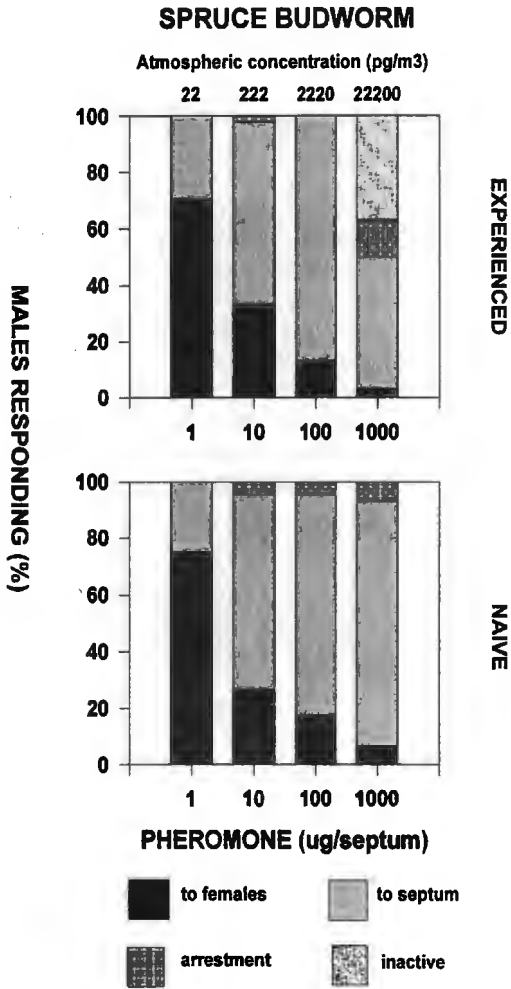 SPRUCE BUDWORM
Atmospheric concentration (pg/m3)
22 222 2220 22200
100
80
60
40
20
0
1 10 100 1000
EXPERIENCED
MALES RESPONDING (%)
100
80
60
40
20
0
1 10 100 1000
NAIVE
PHEROMONE (ug/septum)
to females
to septum
arrestment
inactive